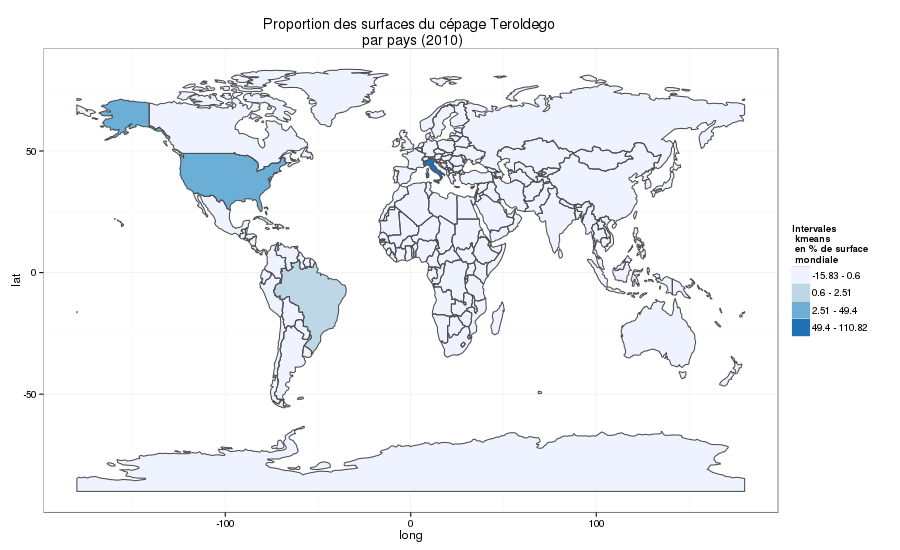 Proportion des surfaces du cépage Teroldego
par pays (2010)
50
0
-50
lat
-100
0
100
long
Intervales
kmeans
en % de surface
mondiale
-15.83 - 0.6
0.6 - 2.51
2.51 - 49.4
49.4 - 110.82